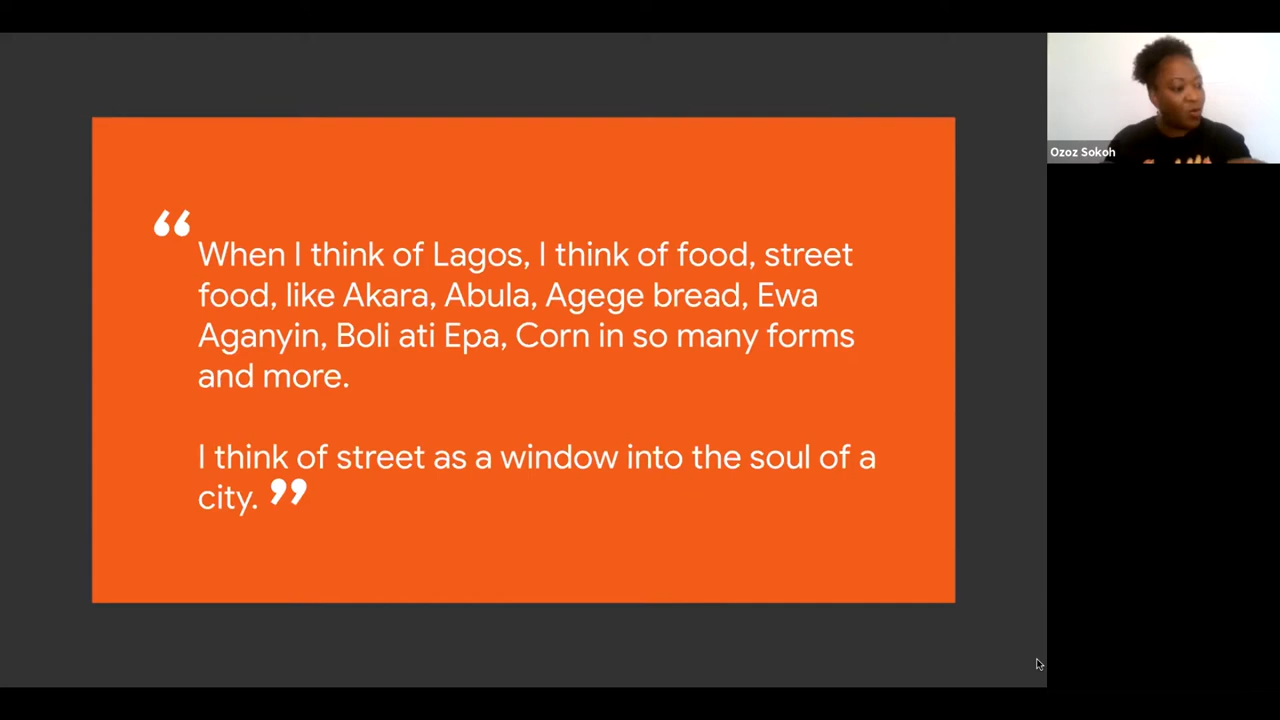 “
When I think of Lagos, I think of food, street
food, like Akara, Abula, Agege bread, Ewa
Aganyin, Boli ati Epa, Corn in so many forms
and more.
I think of street as a window into the soul of a
city. ”
Ozoz Sokoh